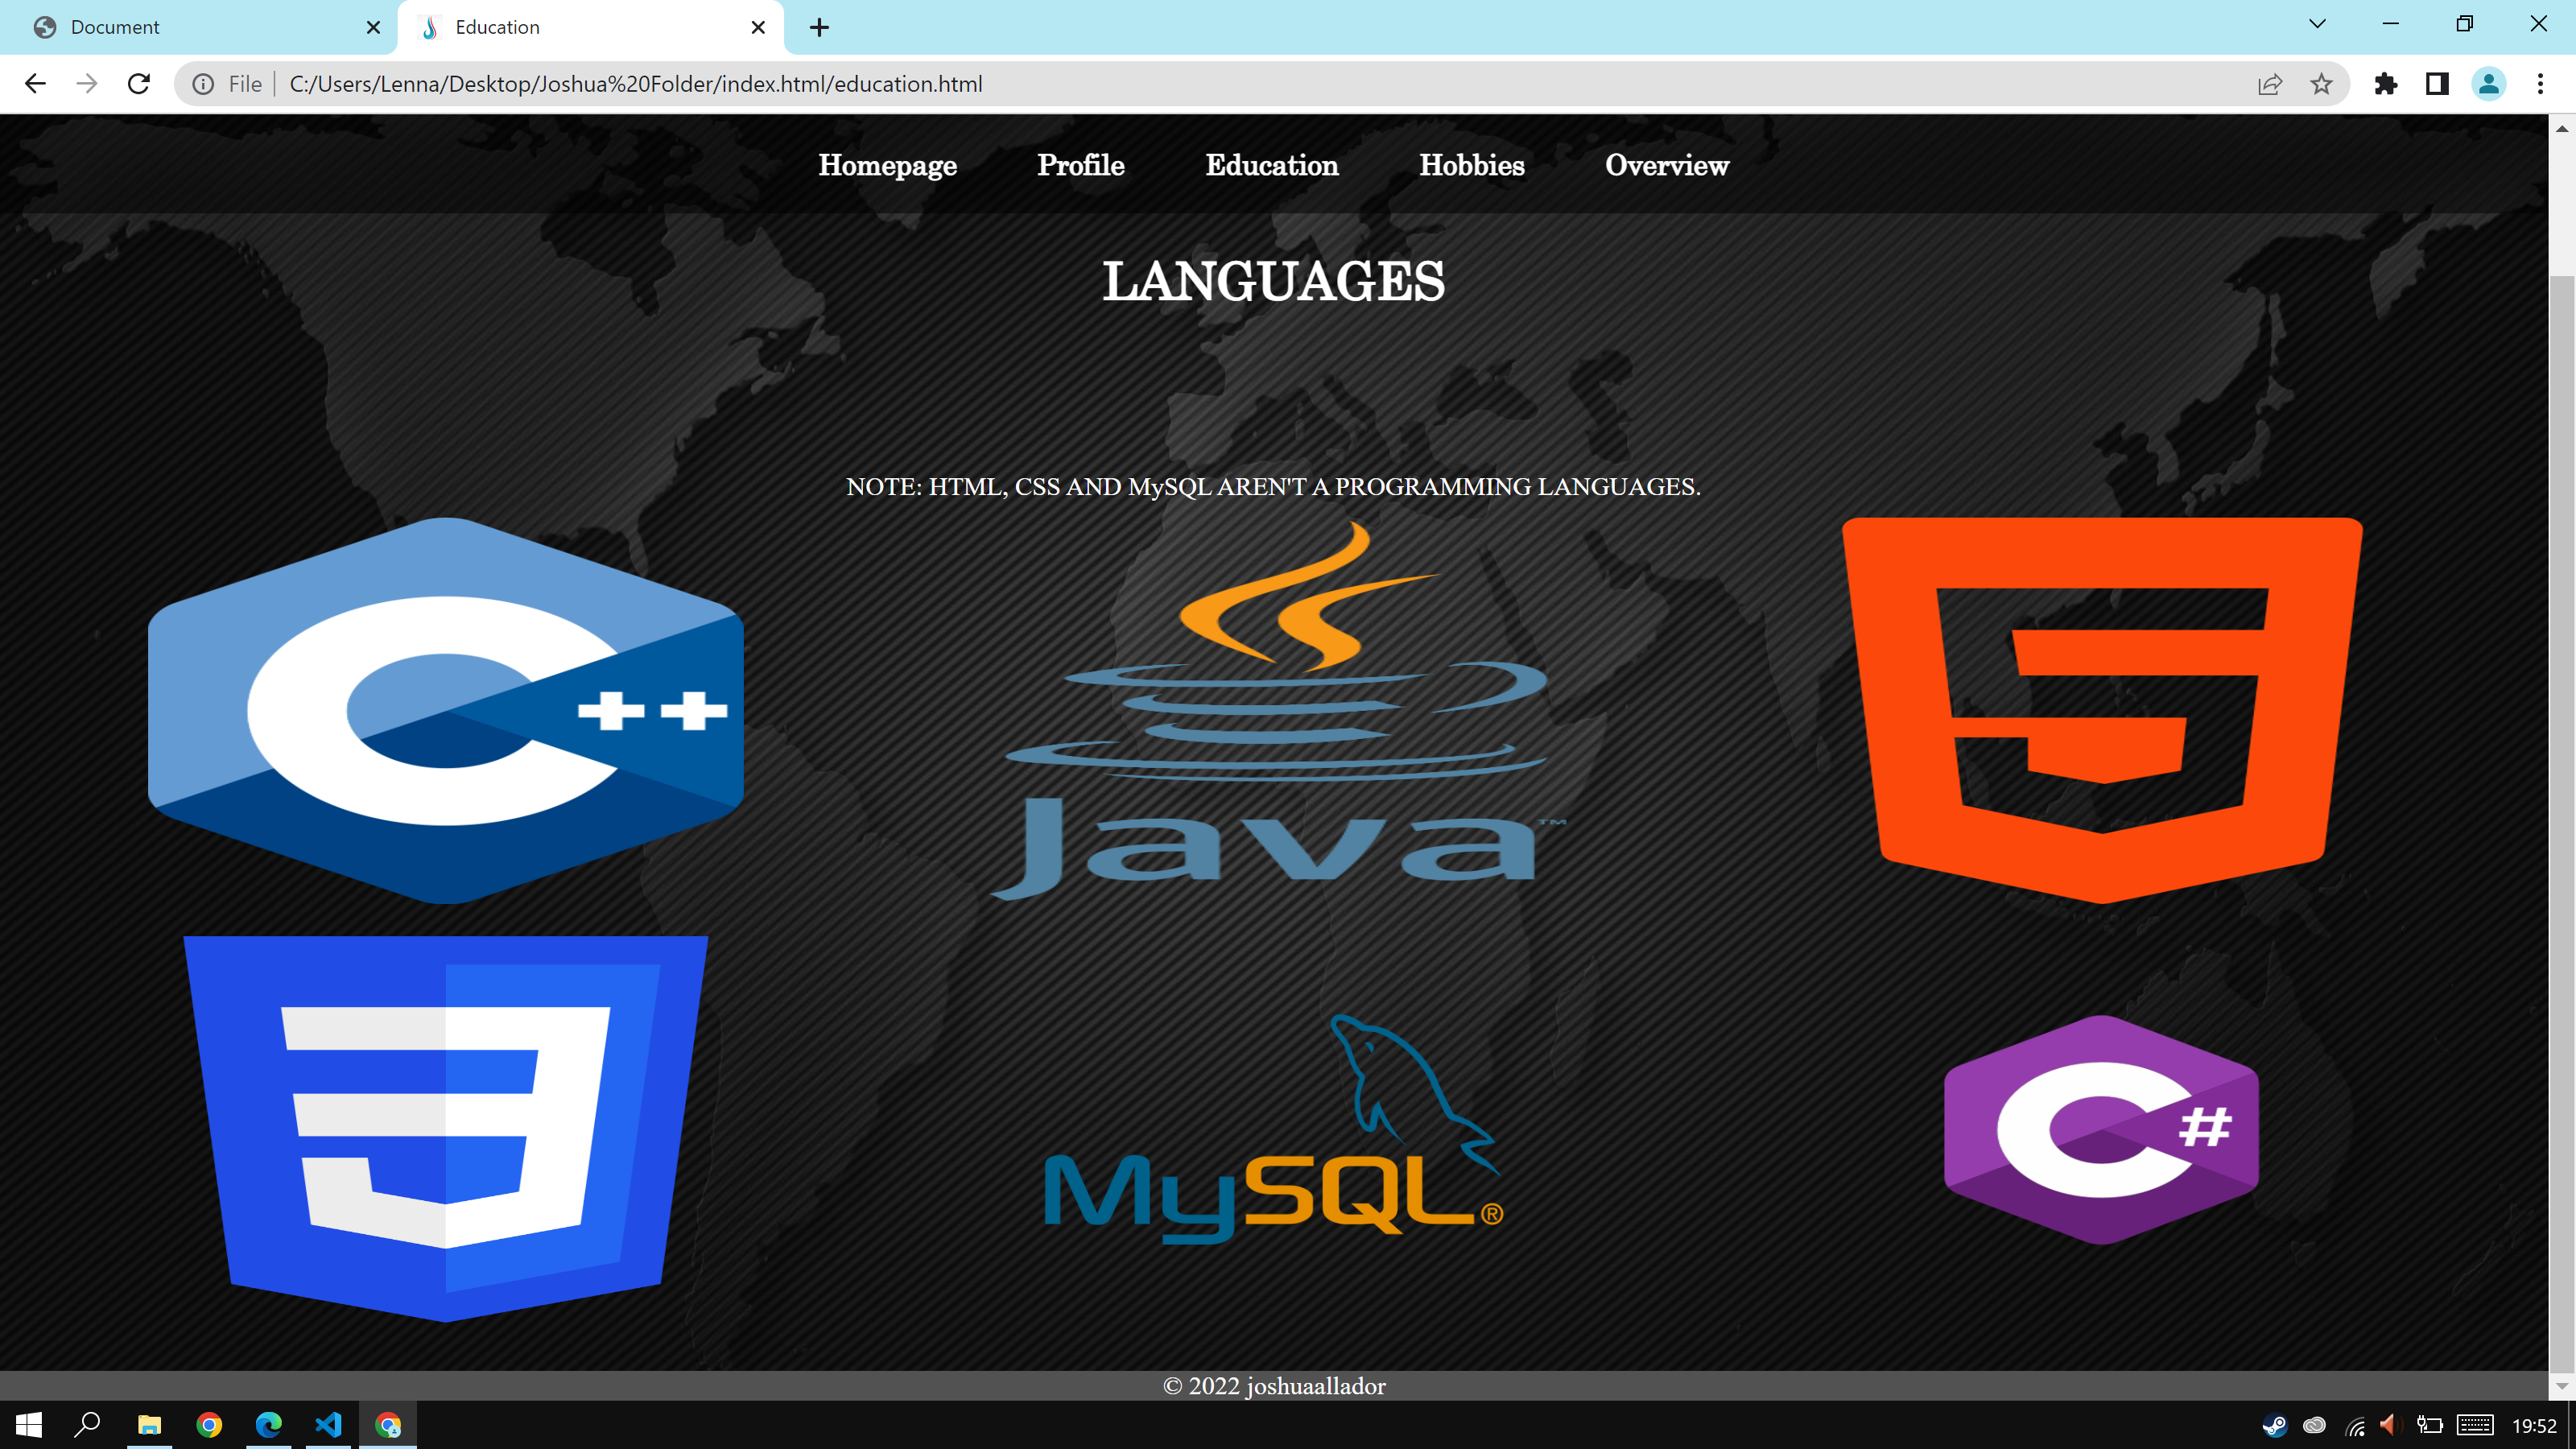 Document
Education
File
C:/Users/Lenna/Desktop/Joshua%20Folder/index.html/education.html
Homepage Profile Education Hobbies Overview
LANGUAGES
NOTE: HTML, CSS AND MySQL AREN'T A PROGRAMMING LANGUAGES.
C++
Java™
5
3
MySQL®
C#
© 2022 joshuaallador
19:52